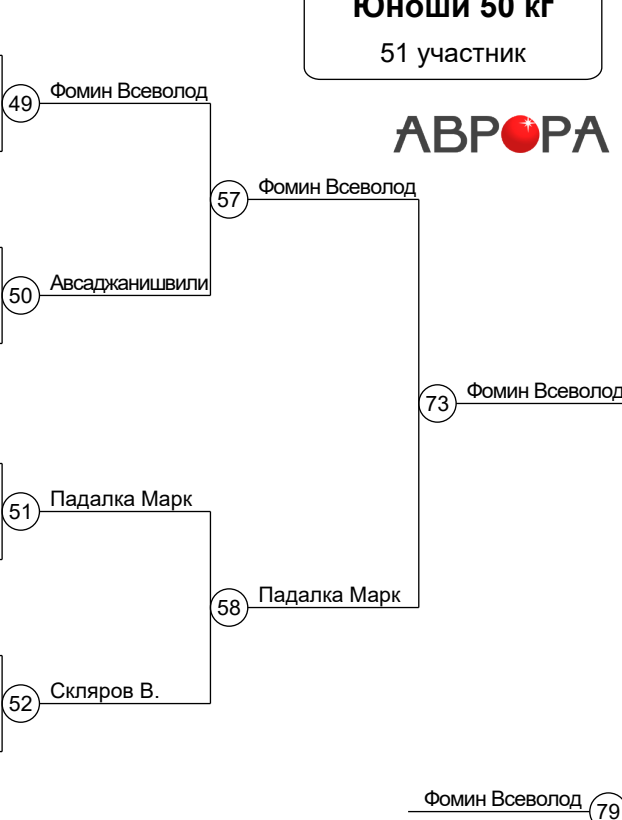 Юноши 50 кг
51 участник
АВРОРА
49 Фомин Всеволод
57 Фомин Всеволод
50 Авсаджанишвили
73 Фомин Всеволод
51 Падалка Марк
58 Падалка Марк
52 Скляров В.
Фомин Всеволод 79